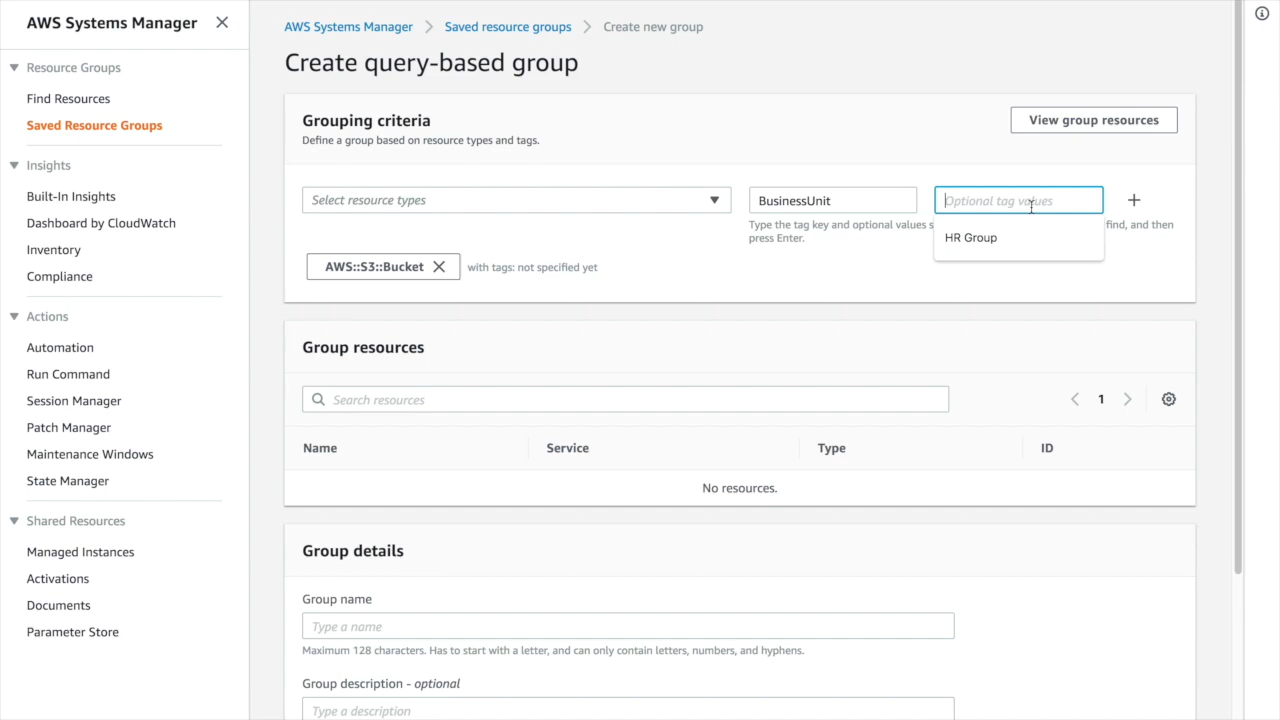 AWS Systems Manager
Resource Groups
Find Resources
Saved Resource Groups
Insights
Built-In Insights
Dashboard by CloudWatch
Inventory
Compliance
Actions
Automation
Run Command
Session Manager
Patch Manager
Maintenance Windows
State Manager
Shared Resources
Managed Instances
Activations
Documents
Parameter Store
AWS Systems Manager > Saved resource groups > Create new group
Create query-based group
Grouping criteria
Define a group based on resource types and tags.
View group resources
Select resource types
BusinessUnit
Optional tag values
Type the tag key and optional values s find, and then
press Enter.
HR Group
AWS::S3::Bucket
with tags: not specified yet
Group resources
Search resources
1
Name Service Type ID
No resources.
Group details
Group name
Type a name
Maximum 128 characters. Has to start with a letter, and can only contain letters, numbers, and hyphens.
Group description - optional
Type a description